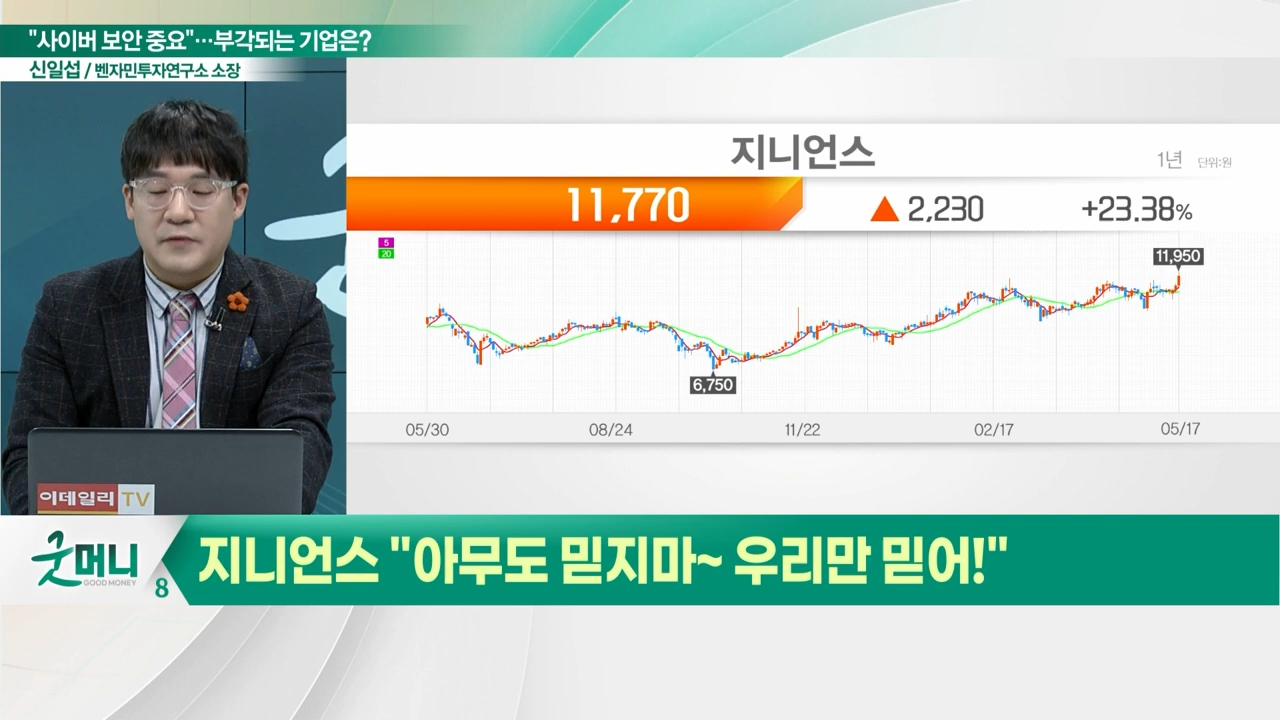 "사이버 보안 중요"…부각되는 기업은?
신일섭 / 벤자민투자연구소 소장
지니언스
1년 단위:원
11,770 ▲ 2,230 +23.38%
5
20
11,950
6,750
05/30 08/24 11/22 02/17 05/17
이데일리 TV
굿머니
GOOD MONEY
8
지니언스 "아무도 믿지마~ 우리만 믿어!"